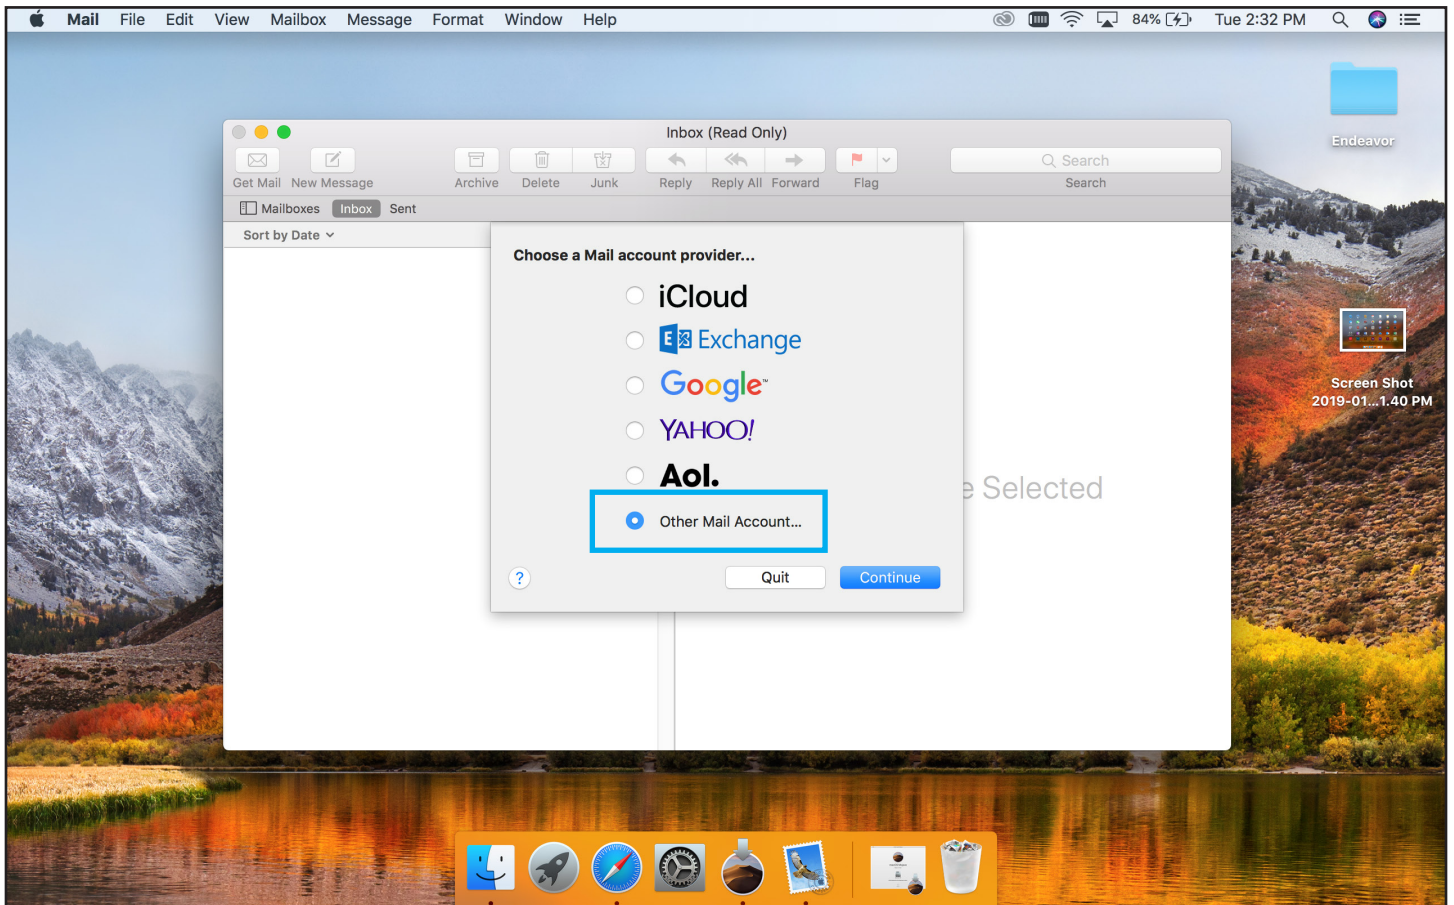 Mail File Edit View Mailbox Message Format Window Help 84% Tue 2:32 PM
Endeavor
Inbox (Read Only)
Search
Get Mail New Message Archive Delete Junk Reply Reply All Forward Flag Search
Mailboxes Inbox Sent
Sort by Date
Choose a Mail account provider...
iCloud
E Exchange
Google™
YAHOO!
Aol.
Other Mail Account...
? Quit Continue
e Selected
Screen Shot
2019-01...1.40 PM